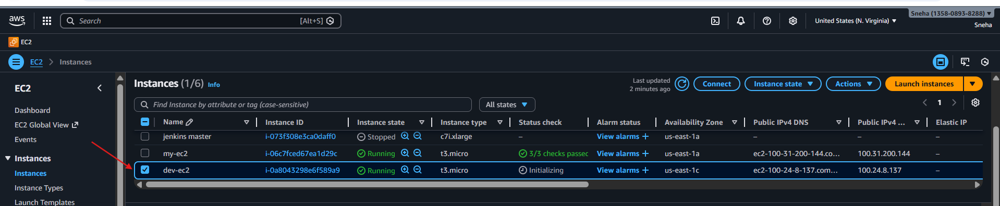 aws Search [Alt+S] United States (N. Virginia) Sneha (1358-0893-8288)
Sneha
EC2
EC2 Instances
EC2
Dashboard
EC2 Global View
Events
Instances
Instances
Instance Types
Launch Templates
Instances (1/6) Info Last updated 2 minutes ago Connect Instance state Actions Launch instances
Find Instance by attribute or tag (case-sensitive) All states 1
Name Instance ID Instance state Instance type Status check Alarm status Availability Zone Public IPv4 DNS Public IPv4 ... Elastic IP
jenkins master i-073f308e3ca0daff0 Stopped c7i.xlarge – View alarms + us-east-1a – – –
my-ec2 i-06c7fced67ea1d29c Running t3.micro 3/3 checks passec View alarms + us-east-1a ec2-100-31-200-144.co... 100.31.200.144 –
dev-ec2 i-0a8043298e6f589a9 Running t3.micro Initializing View alarms + us-east-1c ec2-100-24-8-137.com... 100.24.8.137 –